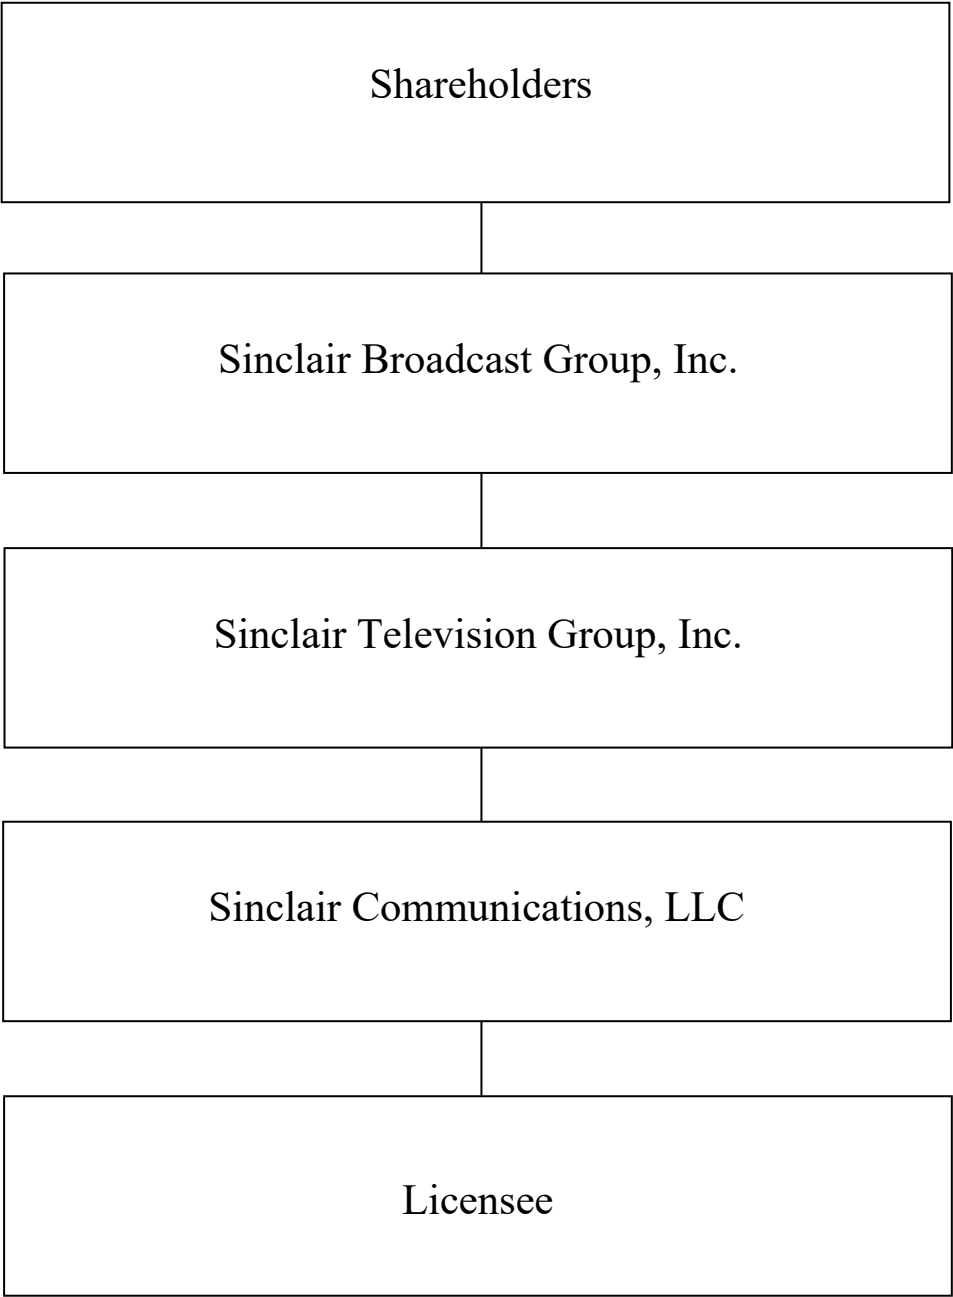 Shareholders
Sinclair Broadcast Group, Inc.
Sinclair Television Group, Inc.
Sinclair Communications, LLC
Licensee